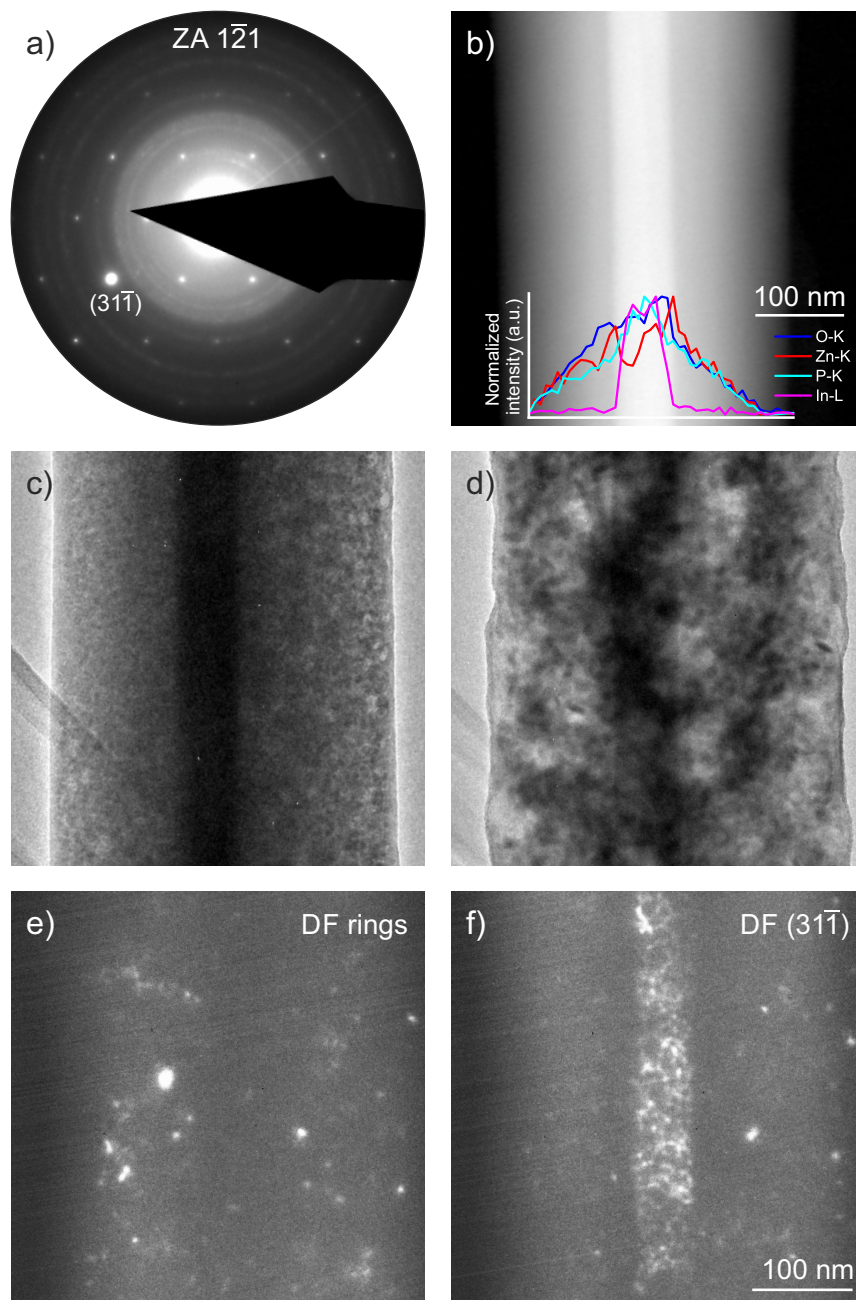 a)
ZA 12̄1
(311̄)
b)
100 nm
Normalized
intensity (a.u.)
O-K
Zn-K
P-K
In-L
c)
d)
e)
DF rings
f)
DF (311̄)
100 nm